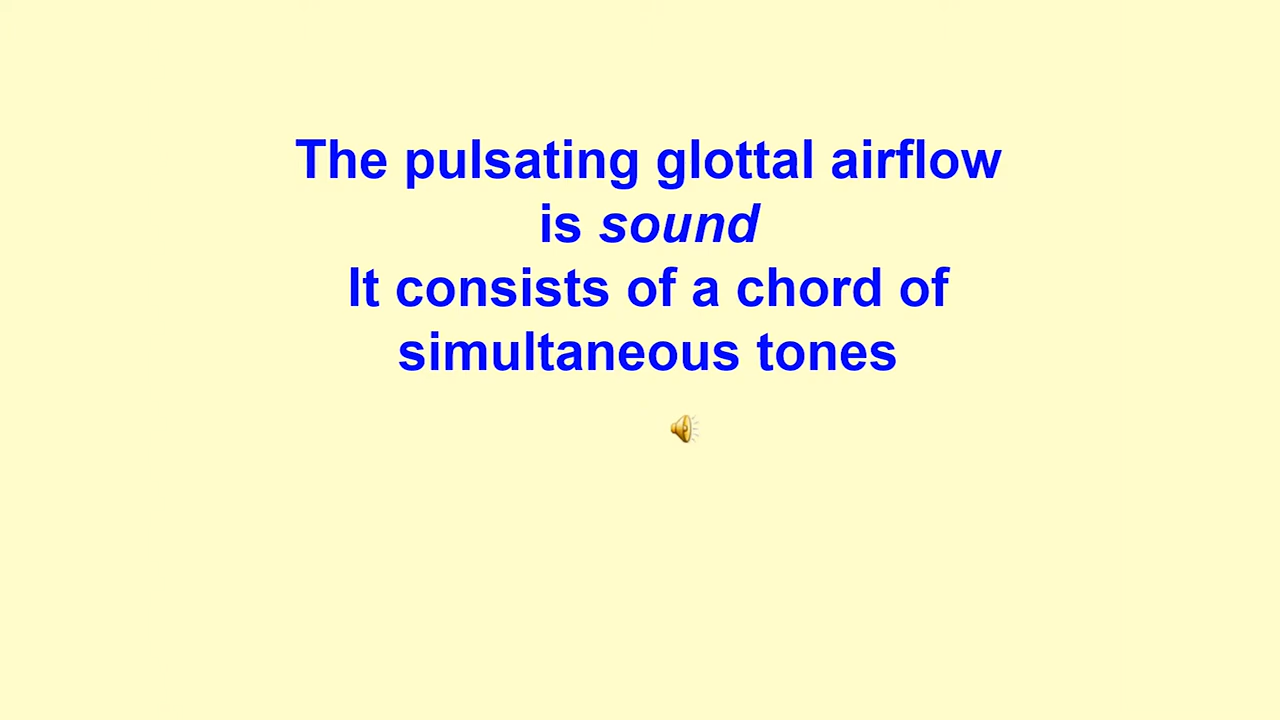 The pulsating glottal airflow
is sound
It consists of a chord of
simultaneous tones